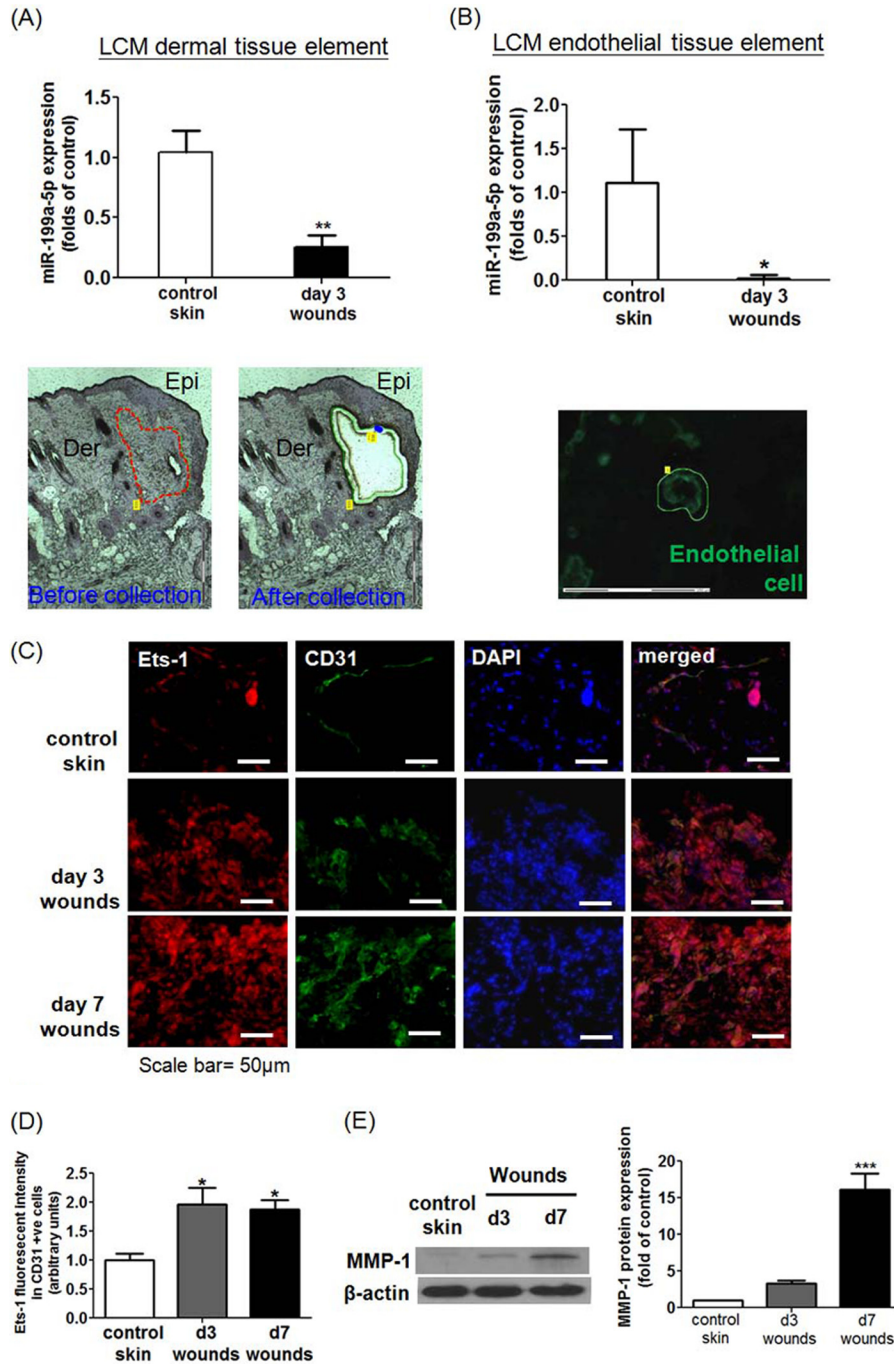 (A)
LCM dermal tissue element
miR-199a-5p expression
(folds of control)
1.5
1.0
0.5
0.0
**
control
skin
day 3
wounds
(B)
LCM endothelial tissue element
miR-199a-5p expression
(folds of control)
2.0
1.5
1.0
0.5
0.0
*
control
skin
day 3
wounds
Epi
Der
Before collection
Epi
Der
After collection
Endothelial
cell
(C)
Ets-1
CD31
DAPI
merged
control
skin
day 3
wounds
day 7
wounds
Scale bar= 50µm
(D)
Ets-1 fluoresecent intensity
in CD31 +ve cells
(arbitrary units)
2.5
2.0
1.5
1.0
0.5
0.0
*
*
control
skin
d3
wounds
d7
wounds
(E)
Wounds
control
skin
d3
d7
MMP-1
β-actin
MMP-1 protein expression
(fold of control)
20
15
10
5
0
***
control
skin
d3
wounds
d7
wounds